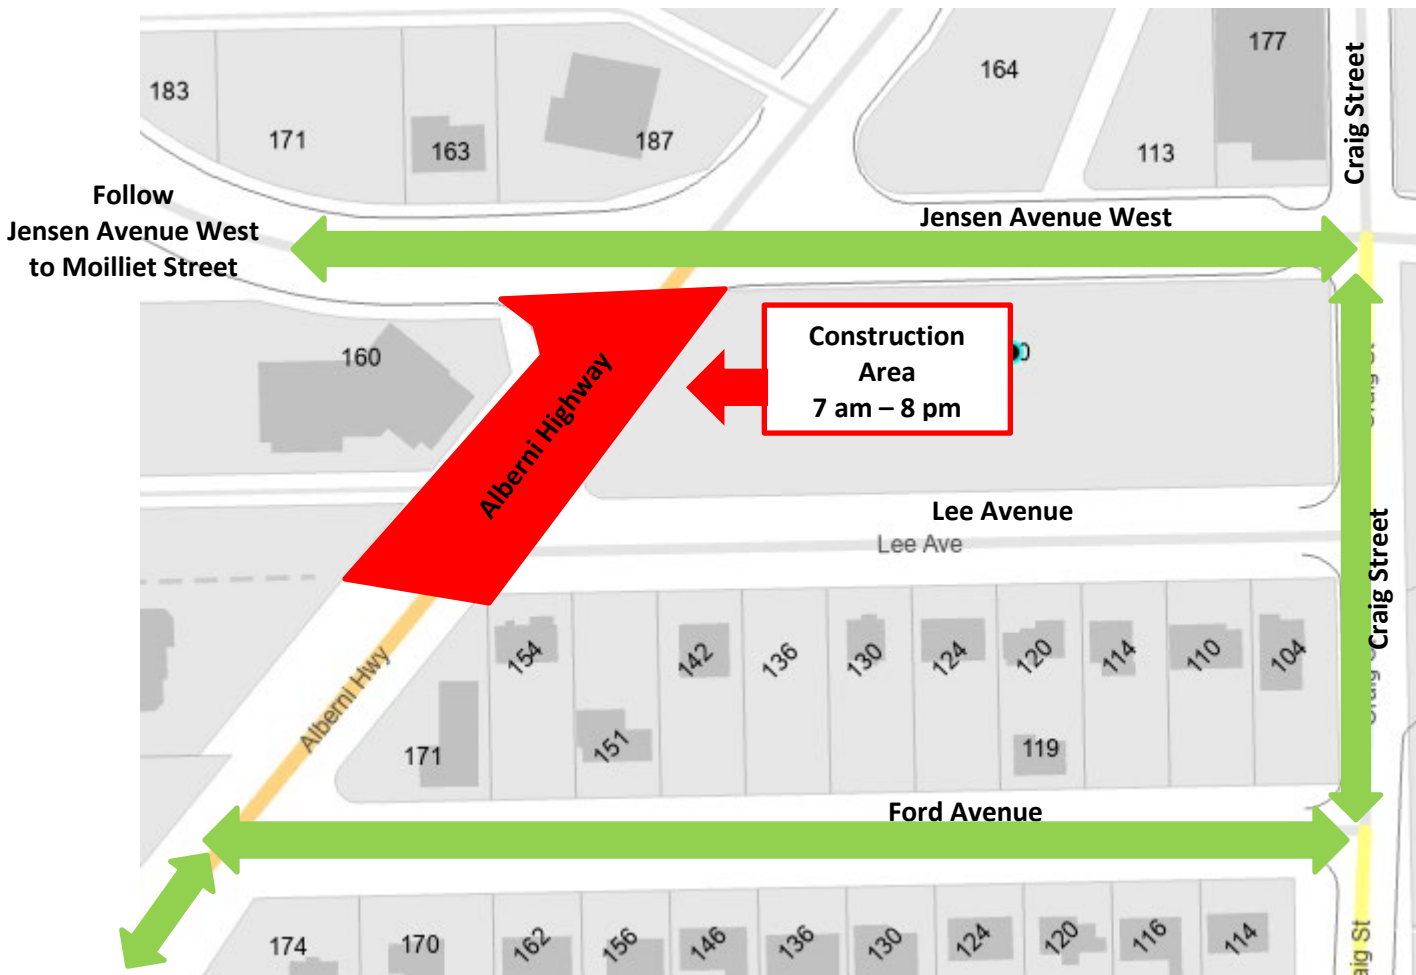 177
Craig Street
164
183
171
163
187
113
Follow
Jensen Avenue West
to Moilliet Street
Jensen Avenue West
Construction
Area
7 am – 8 pm
160
Alberni Highway
Lee Avenue
Lee Ave
Craig Street
154
142
136
130
124
120
114
110
104
Alberni Hwy
171
151
119
Ford Avenue
174
170
162
156
146
136
130
124
120
116
114